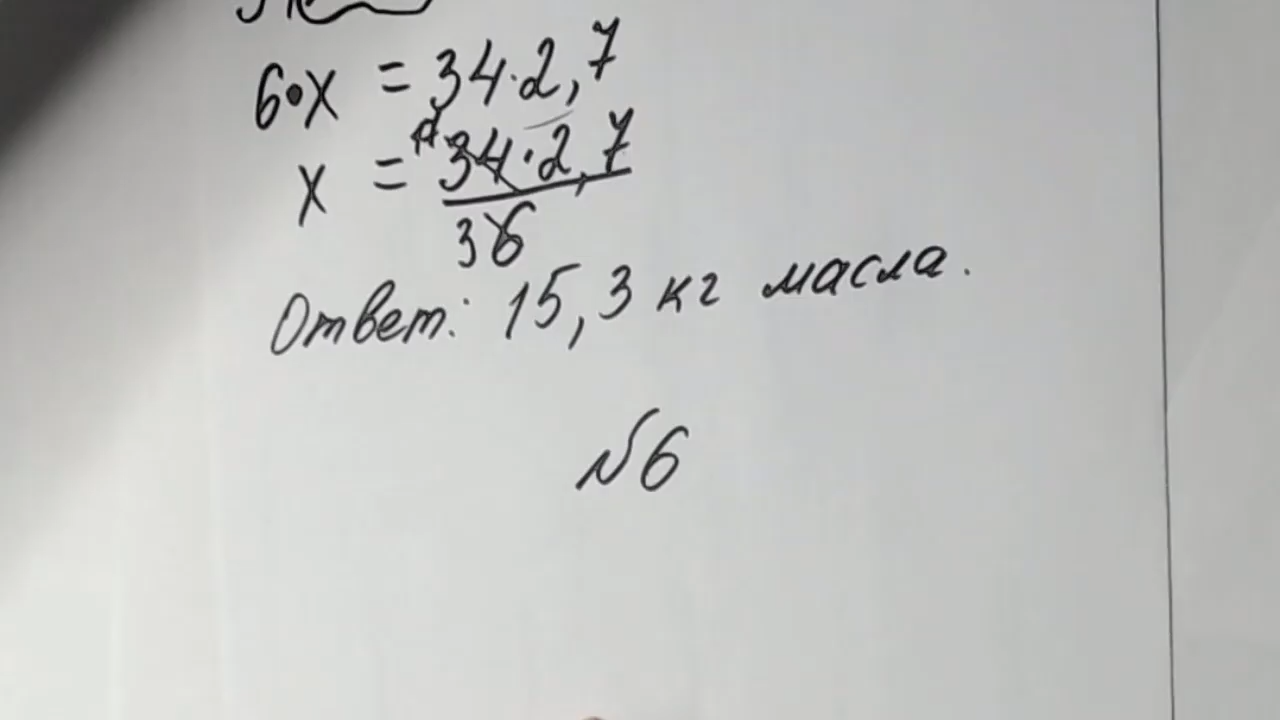 6•x = 34·2,7
x = 34·2,7
36
Ответ: 15,3 кг масла.
№6